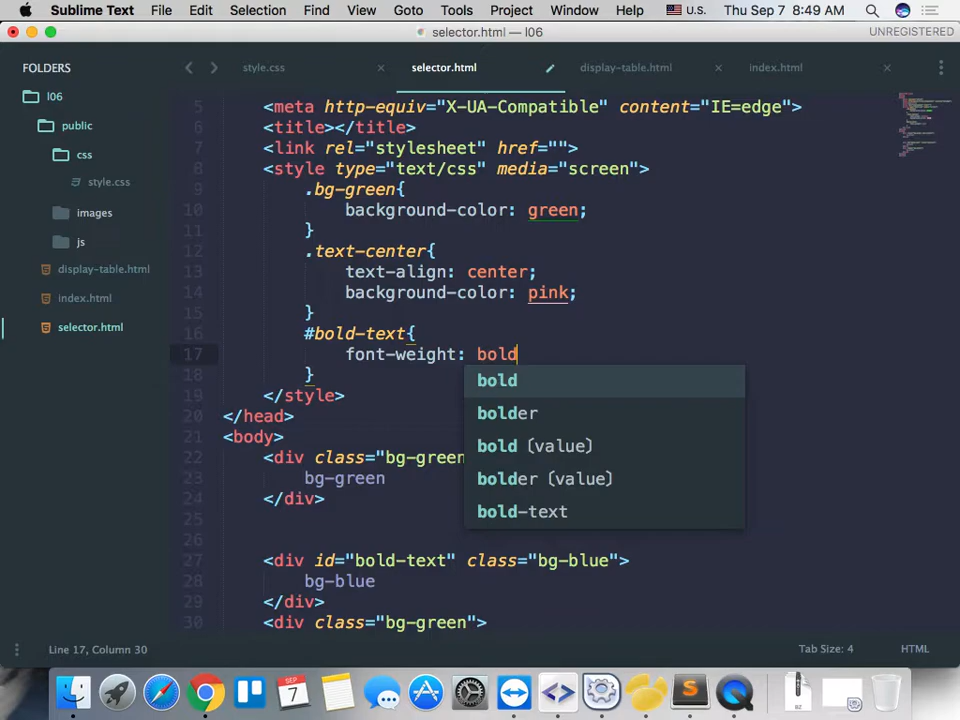 Sublime Text File Edit Selection Find View Goto Tools Project Window Help U.S. Thu Sep 7 8:49 AM
selector.html — l06 UNREGISTERED
FOLDERS
l06
public
css
style.css
images
js
display-table.html
index.html
selector.html
style.css selector.html display-table.html index.html
5 <meta http-equiv="X-UA-Compatible" content="IE=edge">
6 <title></title>
7 <link rel="stylesheet" href="">
8 <style type="text/css" media="screen">
9 .bg-green{
10 background-color: green;
11 }
12 .text-center{
13 text-align: center;
14 background-color: pink;
15 }
16 #bold-text{
17 font-weight: bold
18 }
19 </style>
20 </head>
21 <body>
22 <div class="bg-green
23 bg-green
24 </div>
25
26
27 <div id="bold-text" class="bg-blue">
28 bg-blue
29 </div>
30 <div class="bg-green">
bold
bolder
bold (value)
bolder (value)
bold-text
Line 17, Column 30 Tab Size: 4 HTML
SEP
7